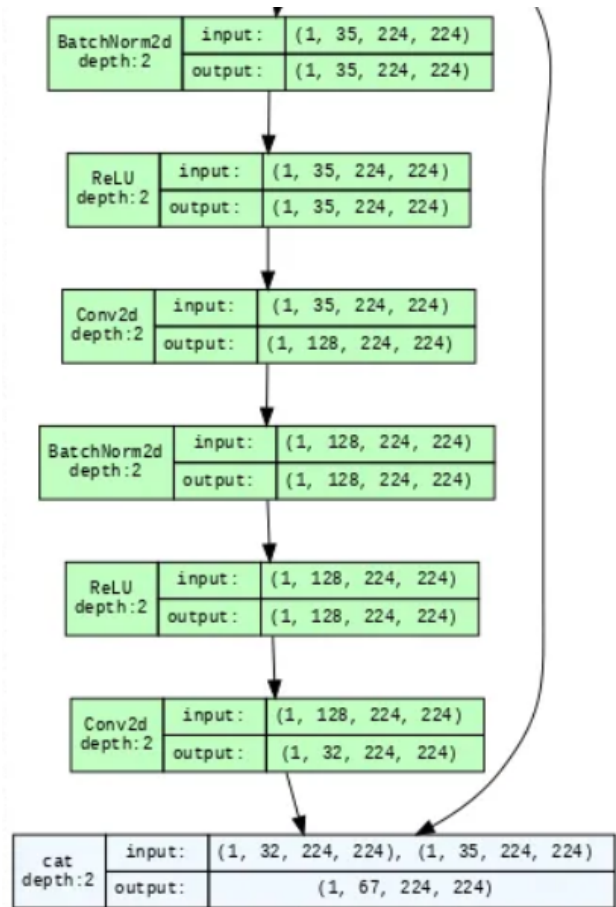 BatchNorm2d depth:2
input: (1, 35, 224, 224)
output: (1, 35, 224, 224)
ReLU depth:2
input: (1, 35, 224, 224)
output: (1, 35, 224, 224)
Conv2d depth:2
input: (1, 35, 224, 224)
output: (1, 128, 224, 224)
BatchNorm2d depth:2
input: (1, 128, 224, 224)
output: (1, 128, 224, 224)
ReLU depth:2
input: (1, 128, 224, 224)
output: (1, 128, 224, 224)
Conv2d depth:2
input: (1, 128, 224, 224)
output: (1, 32, 224, 224)
cat depth:2
input: (1, 32, 224, 224), (1, 35, 224, 224)
output: (1, 67, 224, 224)